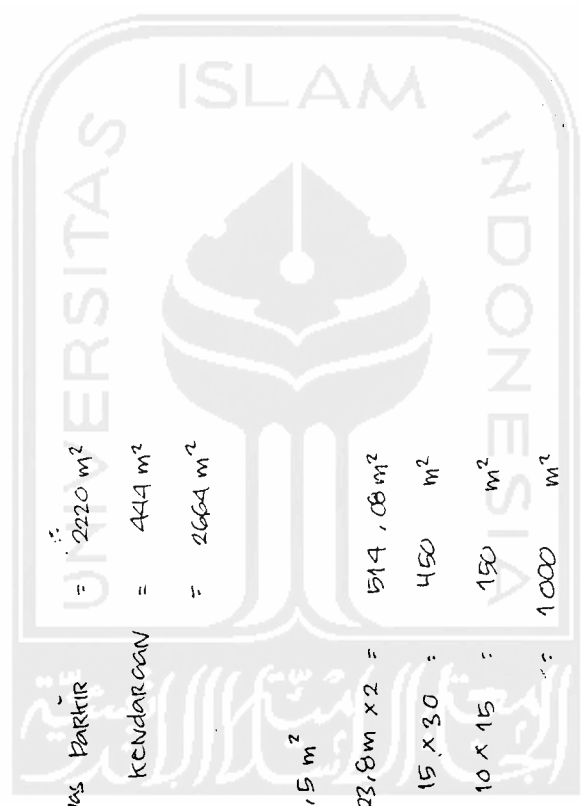 ISLAM
UNIVERSITAS
INDONESIA
PARKIR = 2220 m²
KENDARAAN = 444 m²
= 2664 m²
,5 m²
23,8m x 2 = 514,08 m²
15 x 30 = 450 m²
10 x 15 = 150 m²
= 1000 m²